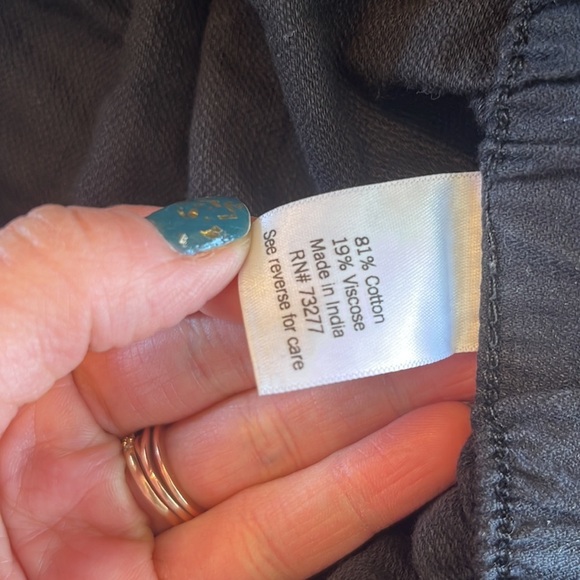 81% Cotton
19% Viscose
Made in India
RN# 73277
See reverse for care